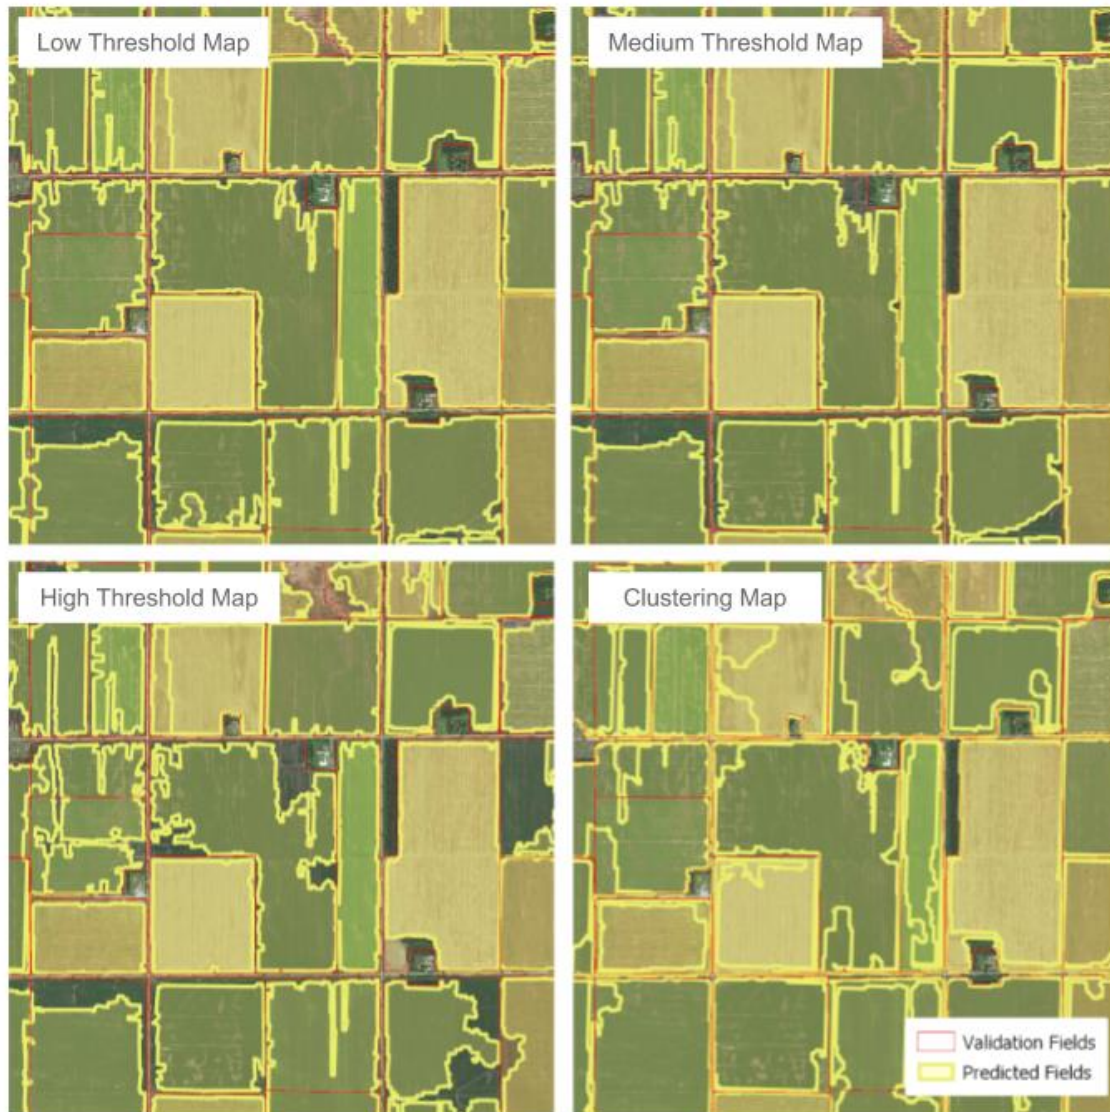 Low Threshold Map
Medium Threshold Map
High Threshold Map
Clustering Map
Validation Fields
Predicted Fields